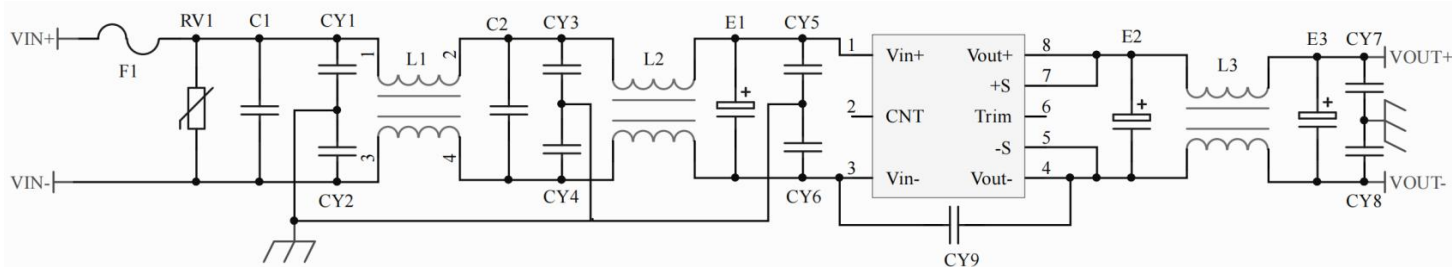 RV1 C1 CY1 C2 CY3 E1 CY5 E2 E3 CY7
VIN+ 1 L1 2 L2 1 Vin+ Vout+ 8 L3 VOUT+
F1 +S 7
+ 2 CNT Trim 6 + +
-S 5
VIN- 3 4 3 Vin- Vout- 4 VOUT-
CY2 CY4 CY6 CY8
CY9